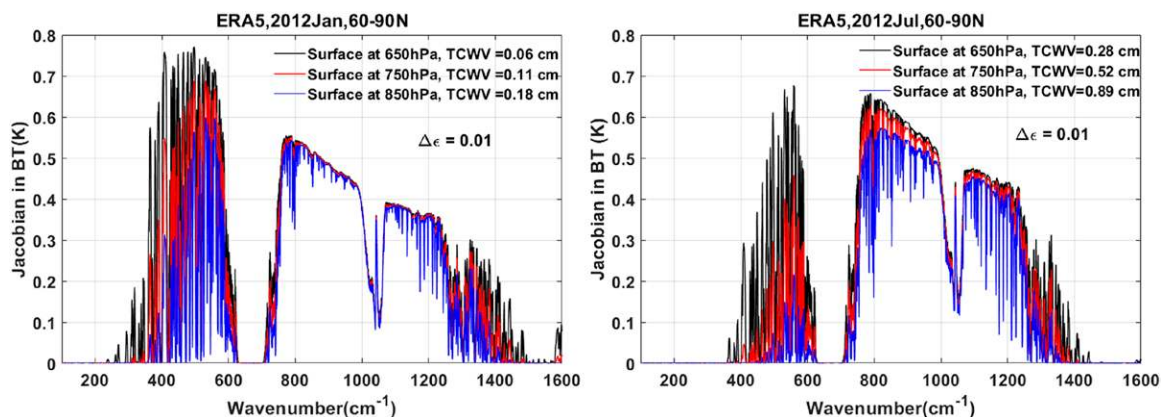 ERA5,2012Jan,60-90N
0.8
0.7
0.6
0.5
0.4
0.3
0.2
0.1
0
Jacobian in BT(K)
Surface at 650hPa, TCWV =0.06 cm
Surface at 750hPa, TCWV =0.11 cm
Surface at 850hPa, TCWV =0.18 cm
Δϵ = 0.01
200 400 600 800 1000 1200 1400 1600
Wavenumber(cm⁻¹)
ERA5,2012Jul,60-90N
0.8
0.7
0.6
0.5
0.4
0.3
0.2
0.1
0
Jacobian in BT(K)
Surface at 650hPa, TCWV=0.28 cm
Surface at 750hPa, TCWV=0.52 cm
Surface at 850hPa, TCWV=0.89 cm
Δϵ = 0.01
200 400 600 800 1000 1200 1400 1600
Wavenumber(cm⁻¹)